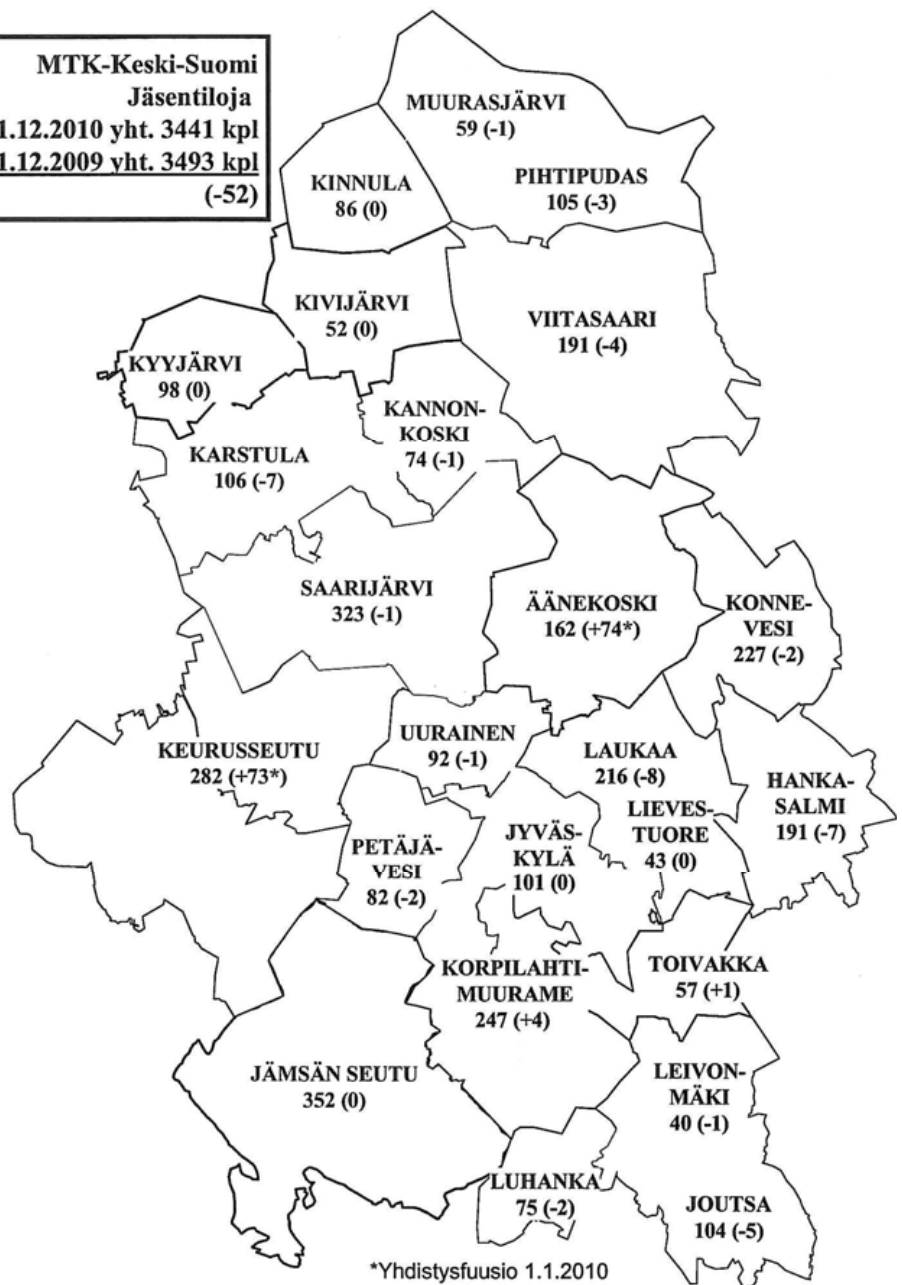 MTK-Keski-Suomi
Jäsentiloja
1.12.2010 yht. 3441 kpl
1.12.2009 yht. 3493 kpl
(-52)
MUURASJÄRVI
59 (-1)
KINNULA
86 (0)
PIHTIPUDAS
105 (-3)
KIVIJÄRVI
52 (0)
VIITASAARI
191 (-4)
KYYJÄRVI
98 (0)
KANNON-
KOSKI
74 (-1)
KARSTULA
106 (-7)
SAARIJÄRVI
323 (-1)
ÄÄNEKOSKI
162 (+74*)
KONNE-
VESI
227 (-2)
KEURUSSEUTU
282 (+73*)
UURAINEN
92 (-1)
LAUKAA
216 (-8)
HANKA-
SALMI
191 (-7)
LIEVES-
TUORE
43 (0)
PETÄJÄ-
VESI
82 (-2)
JYVÄS-
KYLÄ
101 (0)
KORPILAHTI-
MUURAME
247 (+4)
TOIVAKKA
57 (+1)
JÄMSÄN SEUTU
352 (0)
LEIVON-
MÄKI
40 (-1)
LUHANKA
75 (-2)
JOUTSA
104 (-5)
*Yhdistysfuusio 1.1.2010